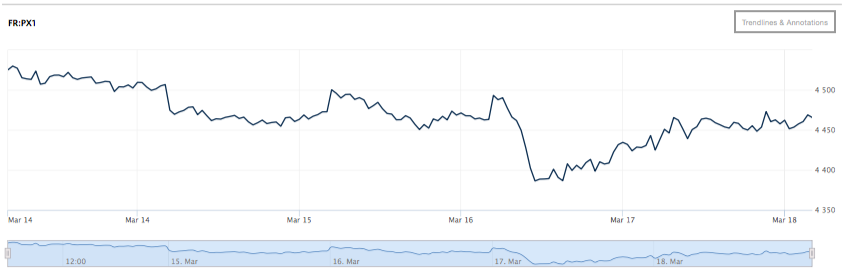 FR:PX1
Trendlines & Annotations
4 500
4 450
4 400
4 350
Mar 14 Mar 14 Mar 15 Mar 16 Mar 17 Mar 18
12:00 15. Mar 16. Mar 17. Mar 18. Mar